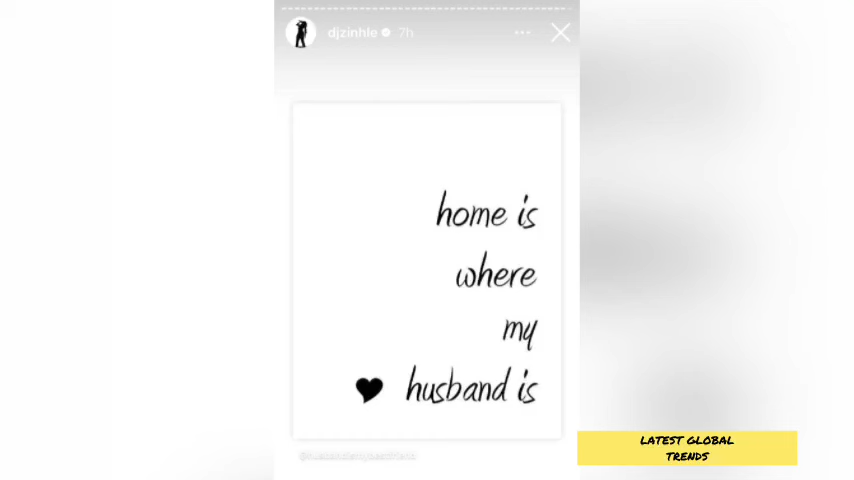 djzinhle 7h
home is
where
my
husband is
LATEST GLOBAL
TRENDS